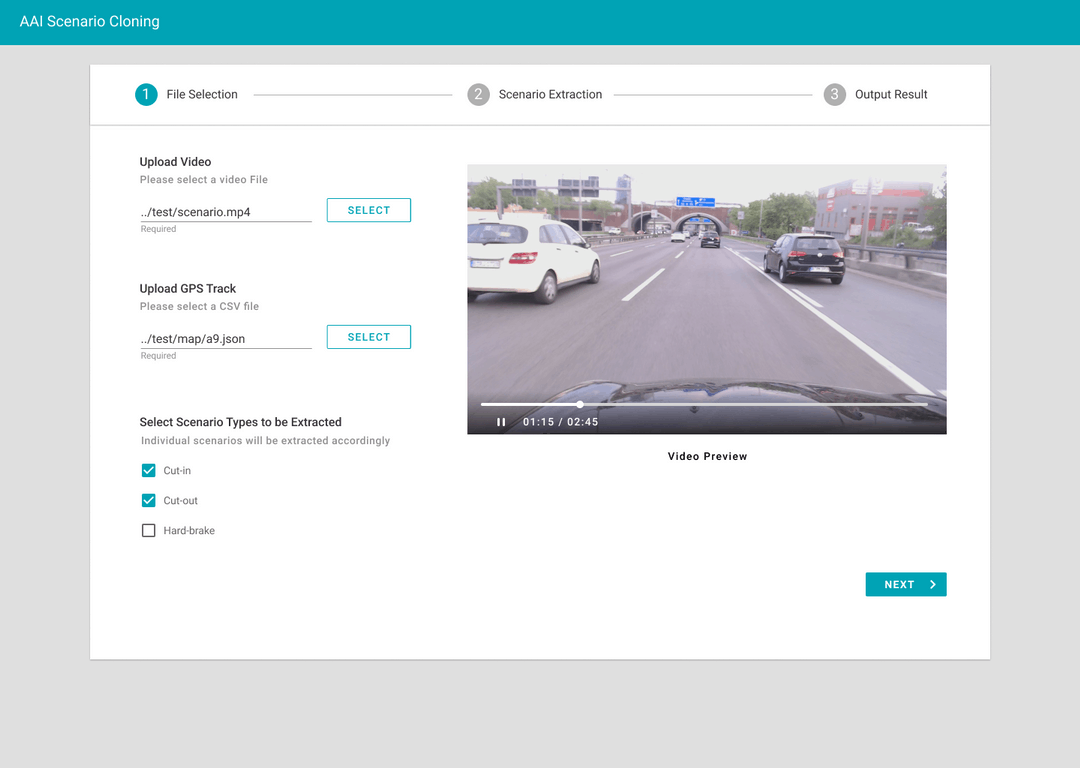 AAI Scenario Cloning
1 File Selection
2 Scenario Extraction
3 Output Result
Upload Video
Please select a video File
../test/scenario.mp4
SELECT
Required
Upload GPS Track
Please select a CSV file
../test/map/a9.json
SELECT
Required
Select Scenario Types to be Extracted
Individual scenarios will be extracted accordingly
Cut-in
Cut-out
Hard-brake
01:15 / 02:45
Video Preview
NEXT